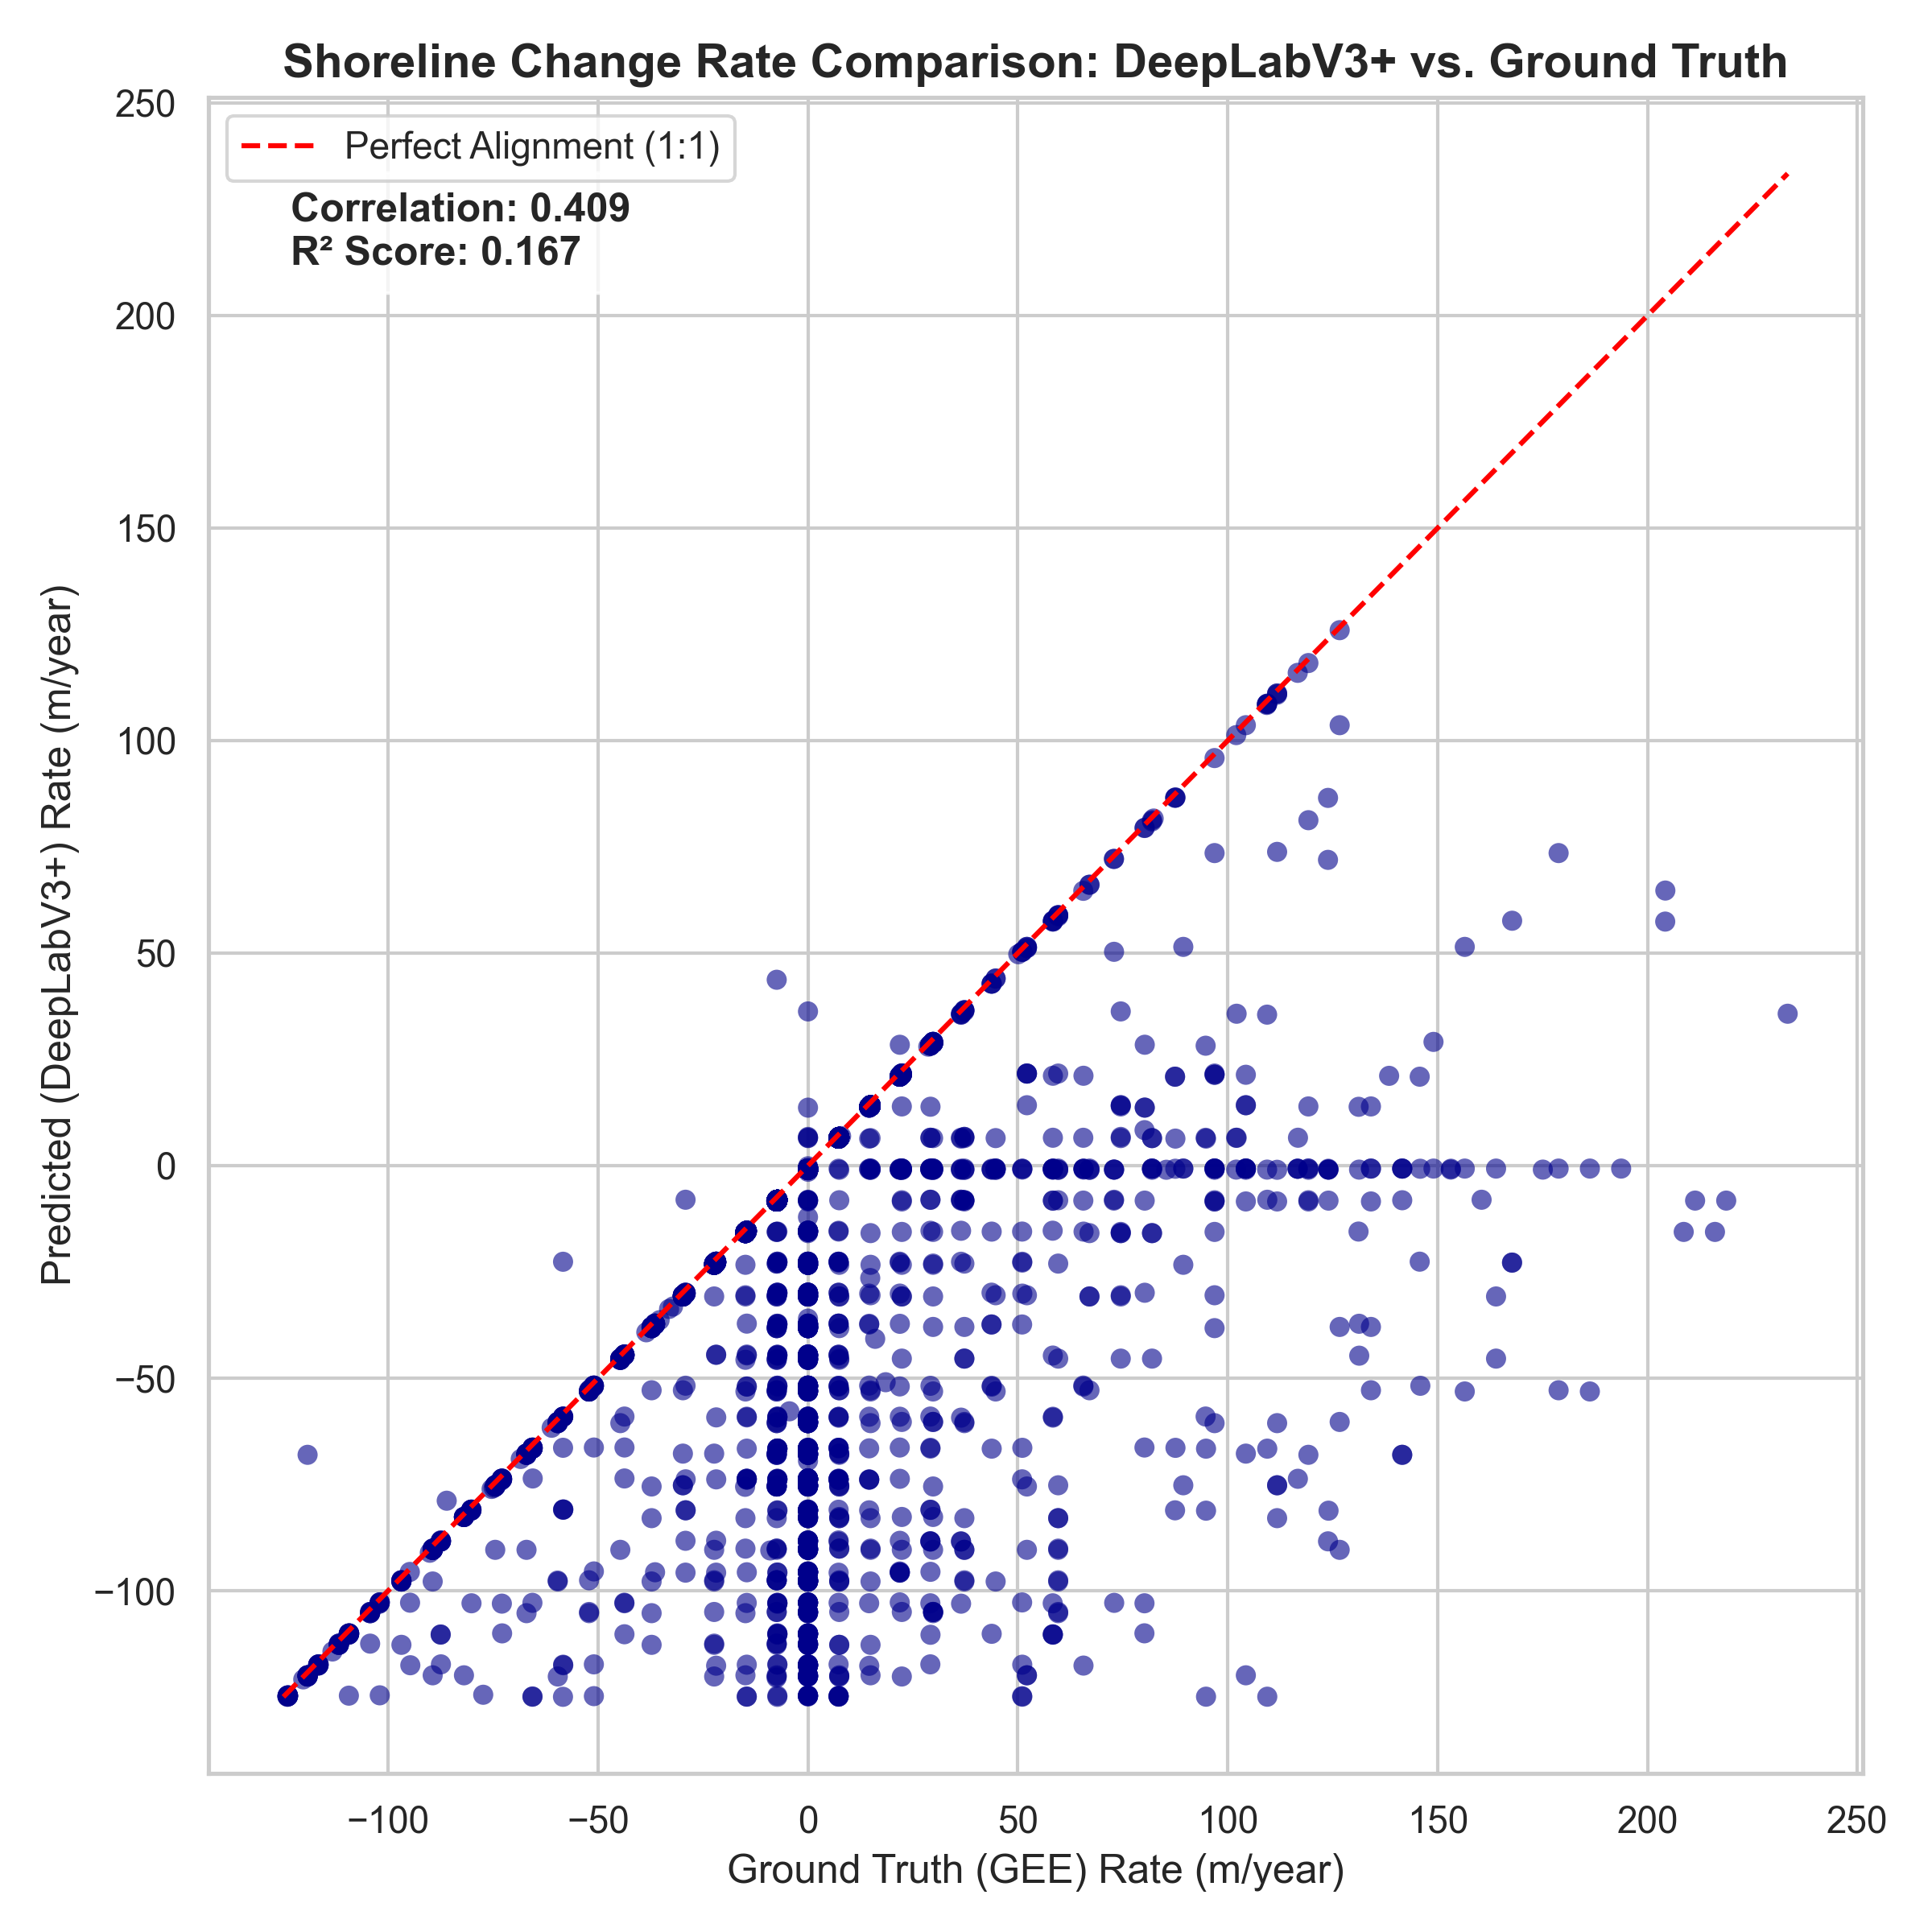 Shoreline Change Rate Comparison: DeepLabV3+ vs. Ground Truth
Perfect Alignment (1:1)
Correlation: 0.409
R² Score: 0.167
Predicted (DeepLabV3+) Rate (m/year)
250
200
150
100
50
0
−50
−100
−100
−50
0
50
100
150
200
250
Ground Truth (GEE) Rate (m/year)